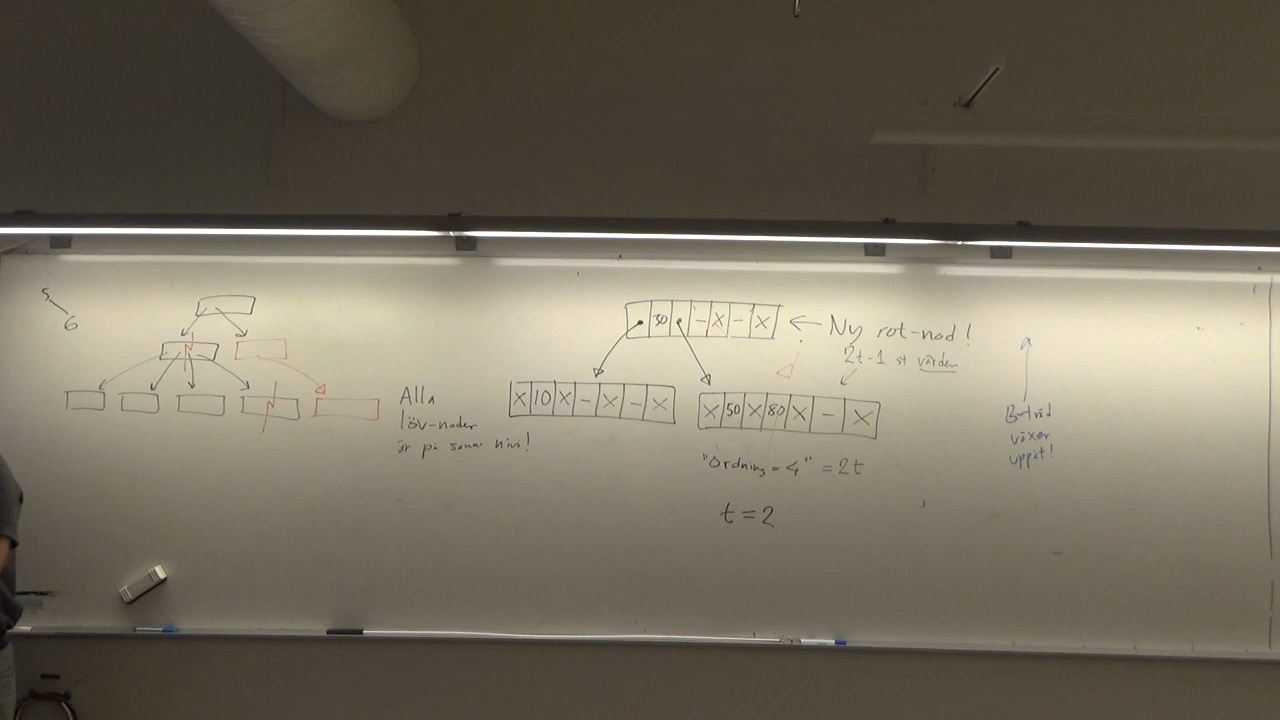 5
6
Alla
löv-noder
är på samma nivå!
30 - X - X
← Ny rot-nod!
2t-1 st värden
X 10 X - X - X
X 50 X 80 X - X
"Ordning = 4" = 2t
t = 2
B-träd
växer
uppåt!